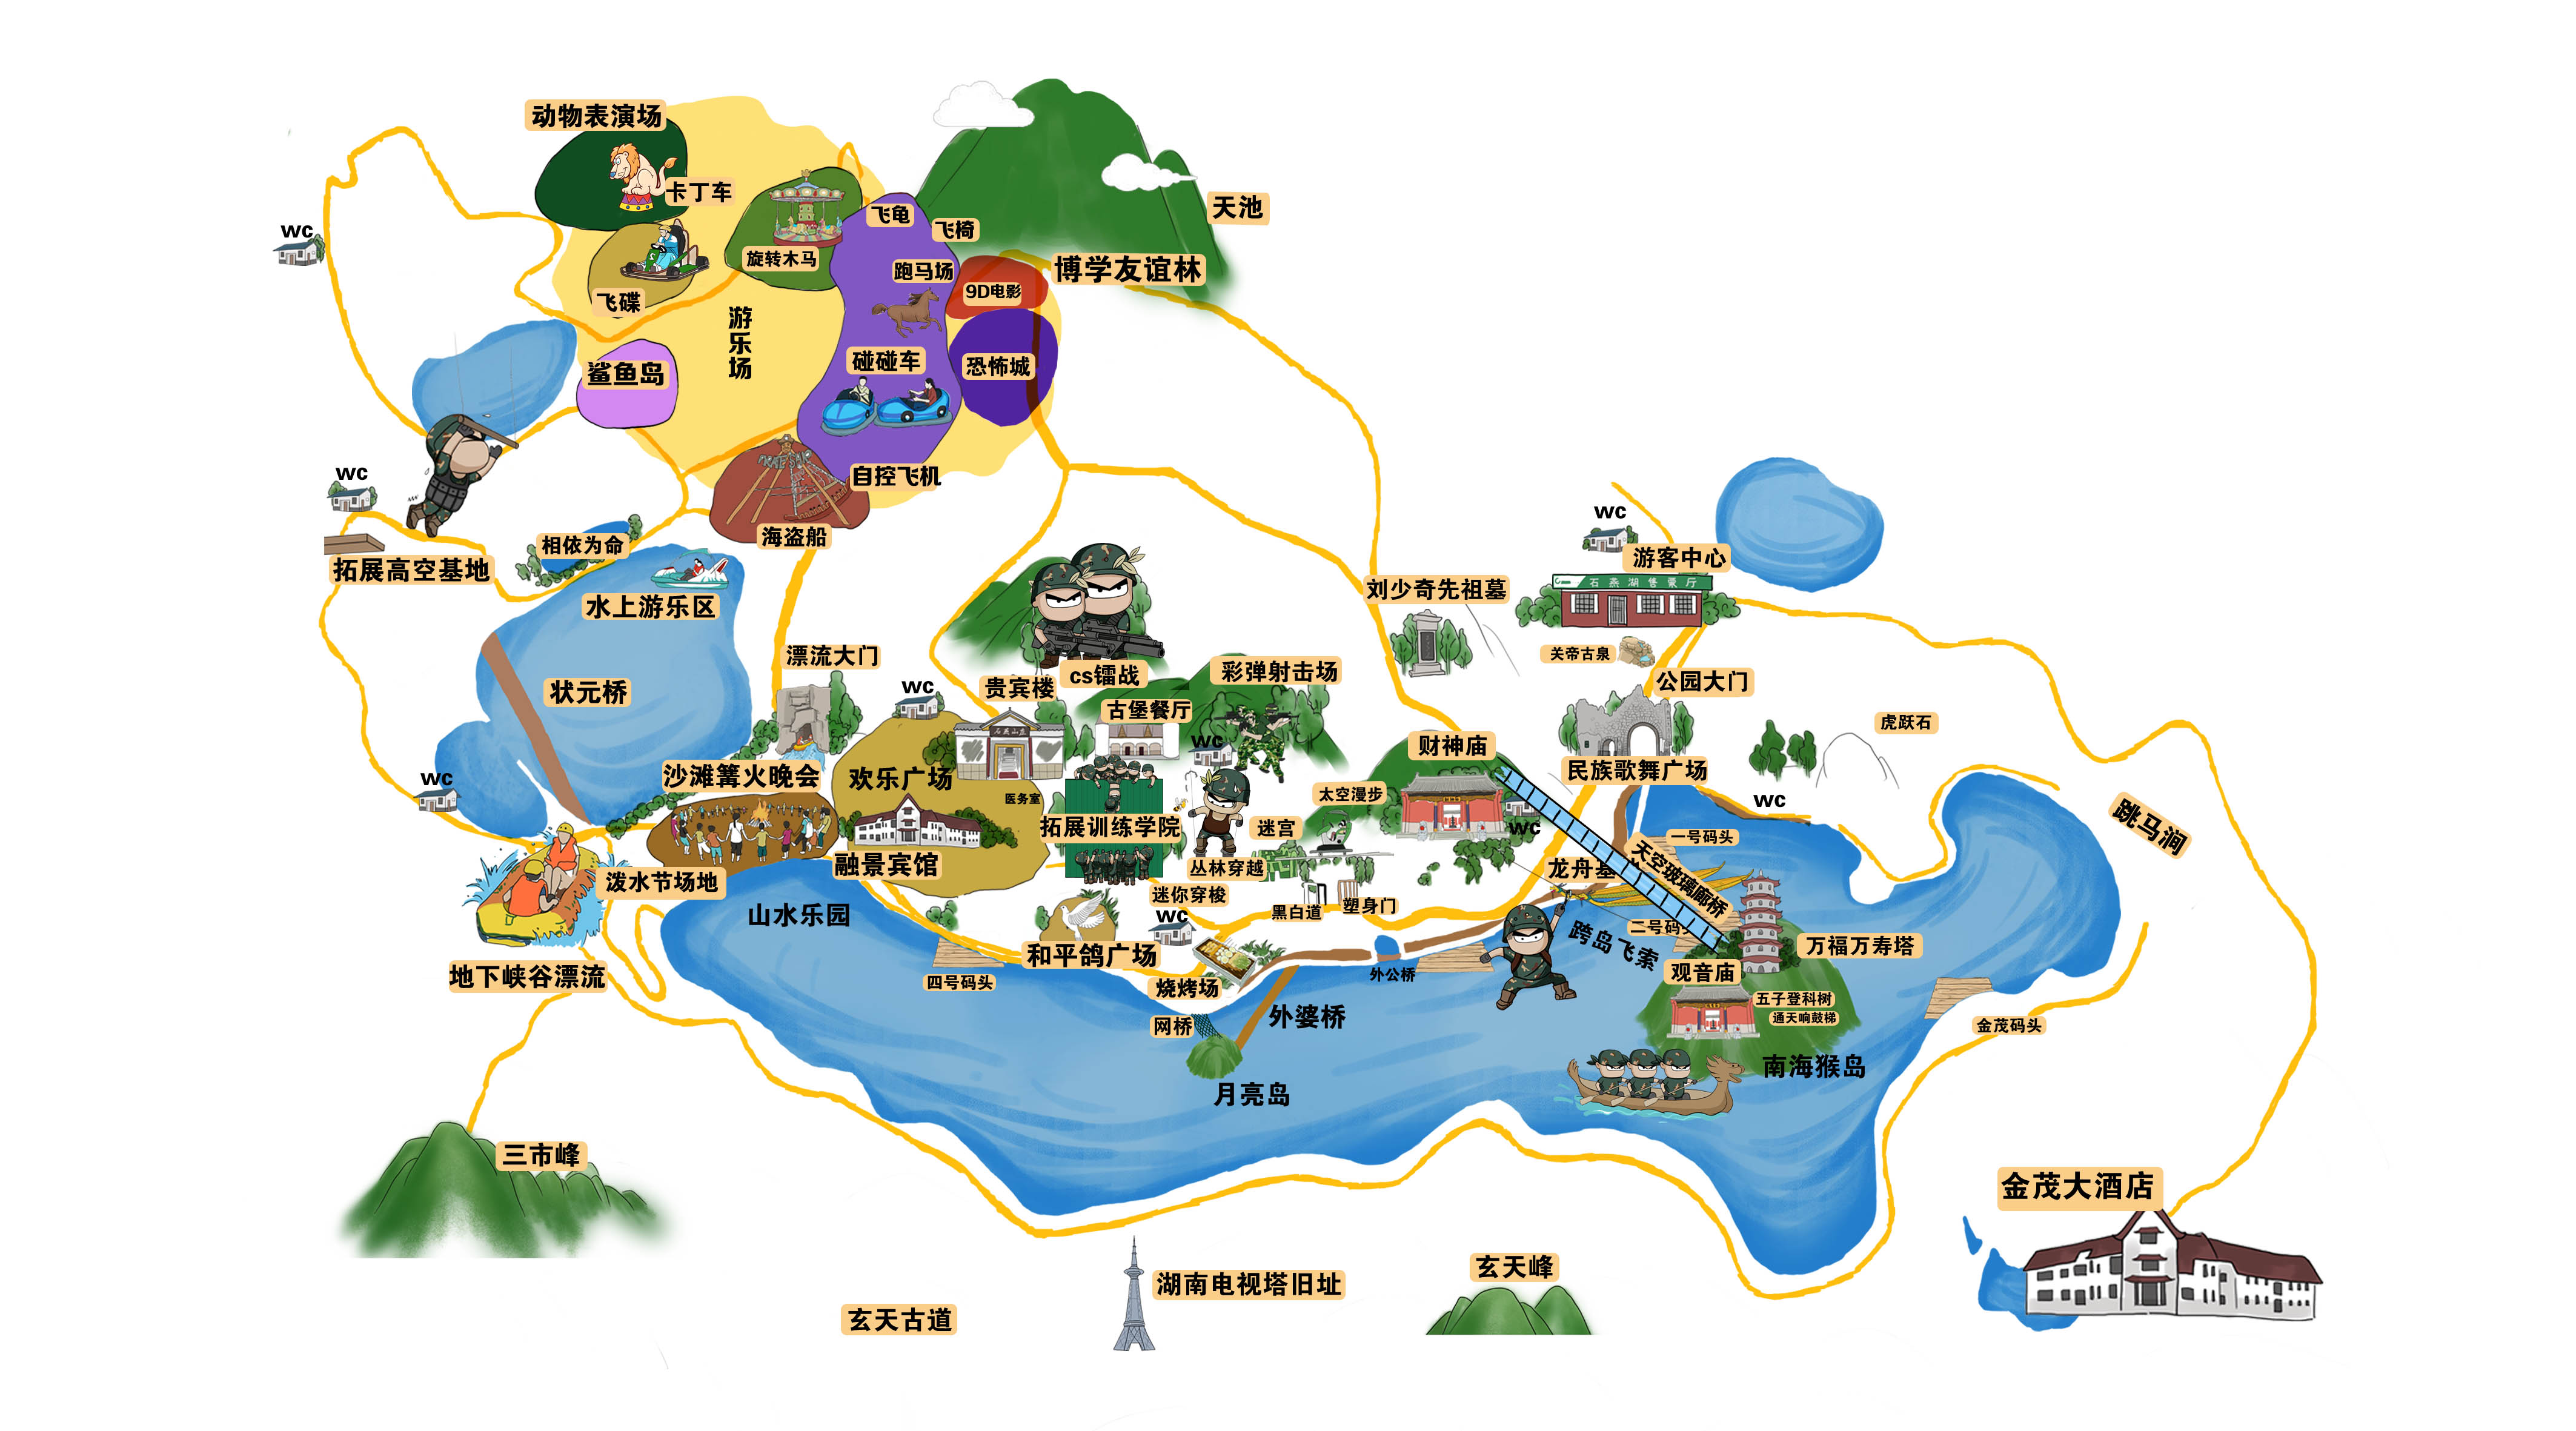 动物表演场
卡丁车
WC
飞碟
旋转木马
飞龟
飞椅
天池
跑马场
9D电影
博学友谊林
游乐场
碰碰车
恐怖城
鲨鱼岛
自控飞机
海盗船
WC
拓展高空基地
相依为命
水上游乐区
状元桥
WC
漂流大门
WC
贵宾楼
石燕山庄
cs镭战
彩弹射击场
古堡餐厅
WC
刘少奇先祖墓
WC
游客中心
石燕湖售票厅
关帝古泉
公园大门
虎跃石
财神庙
民族歌舞广场
WC
跳马涧
沙滩篝火晚会
欢乐广场
医务室
拓展训练学院
太空漫步
迷宫
WC
一号码头
融景宾馆
丛林穿越
龙舟基
天空玻璃廊桥
泼水节场地
迷你穿梭
黑白道
塑身门
山水乐园
WC
二号码头
跨岛飞索
万福万寿塔
和平鸽广场
地下峡谷漂流
四号码头
烧烤场
外公桥
观音庙
五子登科树
通天响鼓梯
网桥
外婆桥
金茂码头
月亮岛
南海猴岛
三市峰
金茂大酒店
玄天峰
湖南电视塔旧址
玄天古道